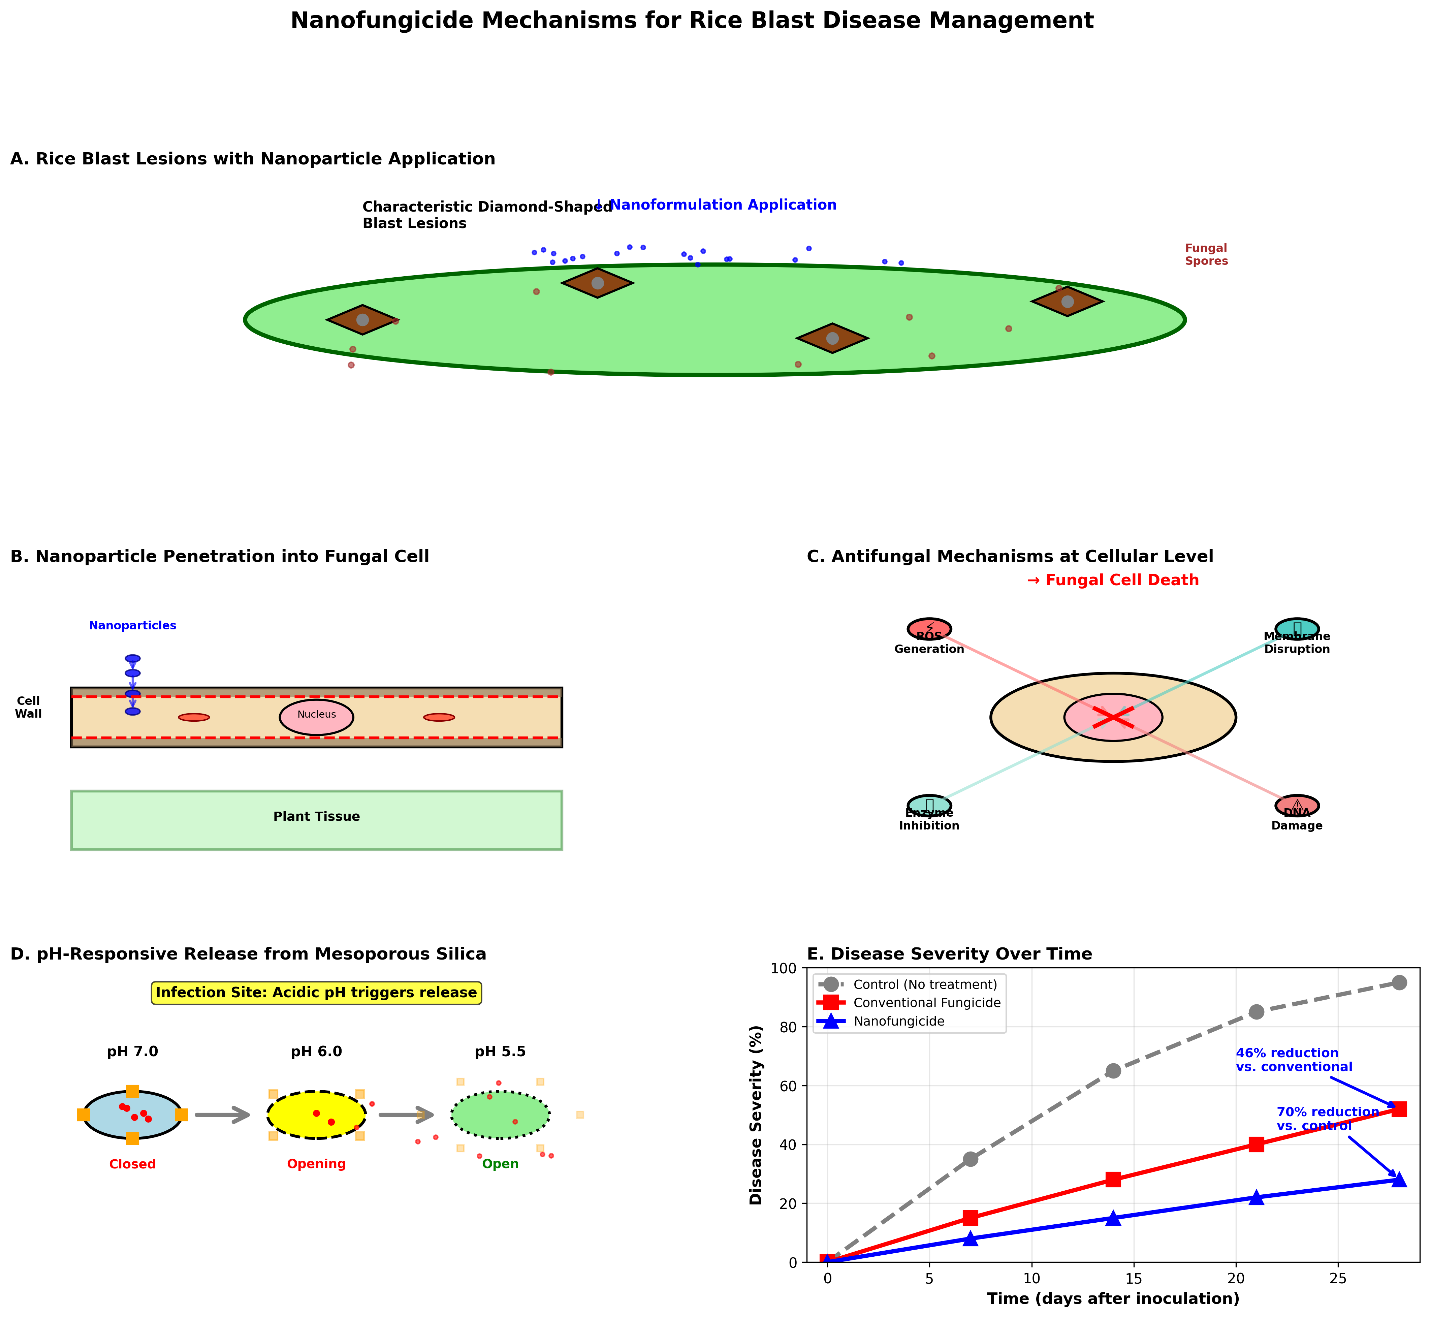 Nanofungicide Mechanisms for Rice Blast Disease Management
A. Rice Blast Lesions with Nanoparticle Application
Characteristic Diamond-Shaped
Blast Lesions
↓ Nanoformulation Application
Fungal
Spores
B. Nanoparticle Penetration into Fungal Cell
Nanoparticles
Cell
Wall
Nucleus
Plant Tissue
C. Antifungal Mechanisms at Cellular Level
→ Fungal Cell Death
ROS
Generation
Membrane
Disruption
Enzyme
Inhibition
DNA
Damage
D. pH-Responsive Release from Mesoporous Silica
Infection Site: Acidic pH triggers release
pH 7.0
pH 6.0
pH 5.5
Closed
Opening
Open
E. Disease Severity Over Time
Control (No treatment)
Conventional Fungicide
Nanofungicide
46% reduction
vs. conventional
70% reduction
vs. control
Disease Severity (%)
100
80
60
40
20
0
0 5 10 15 20 25
Time (days after inoculation)